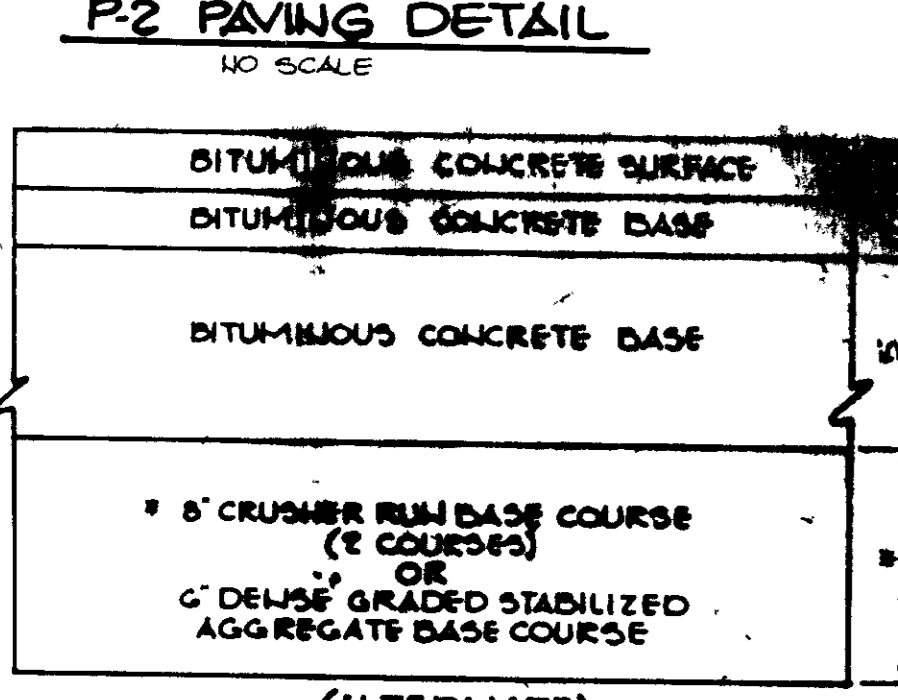 P-2 PAVING DETAIL
NO SCALE
BITUMINOUS CONCRETE SURFACE
BITUMINOUS CONCRETE BASE
BITUMINOUS CONCRETE BASE
* 8" CRUSHER RUN BASE COURSE
(2 COURSES)
OR
6" DENSE GRADED STABILIZED
AGGREGATE BASE COURSE